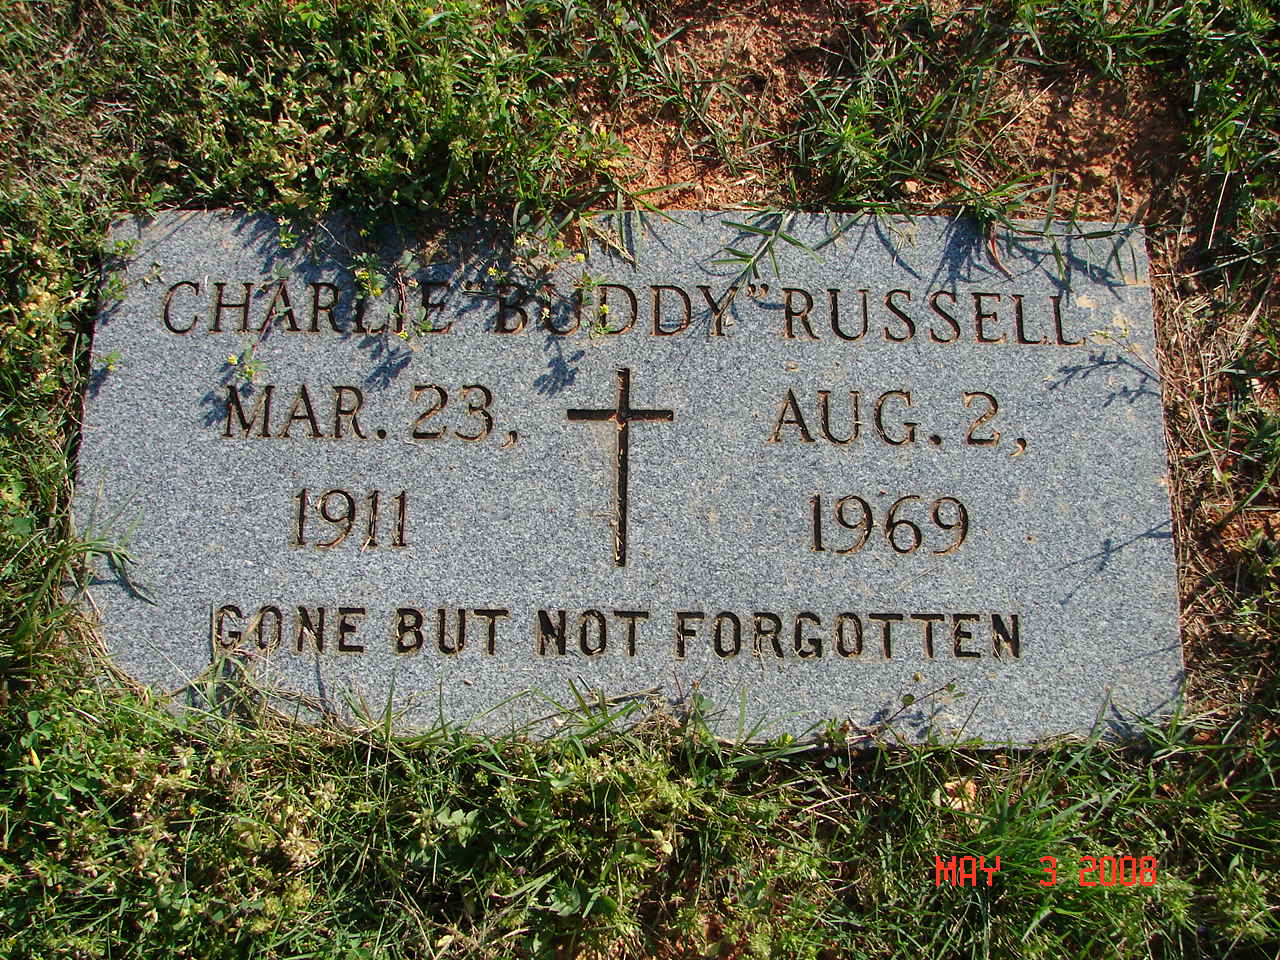 CHARLIE "BUDDY" RUSSELL
MAR. 23, AUG. 2,
1911 1969
GONE BUT NOT FORGOTTEN
MAY 3 2008